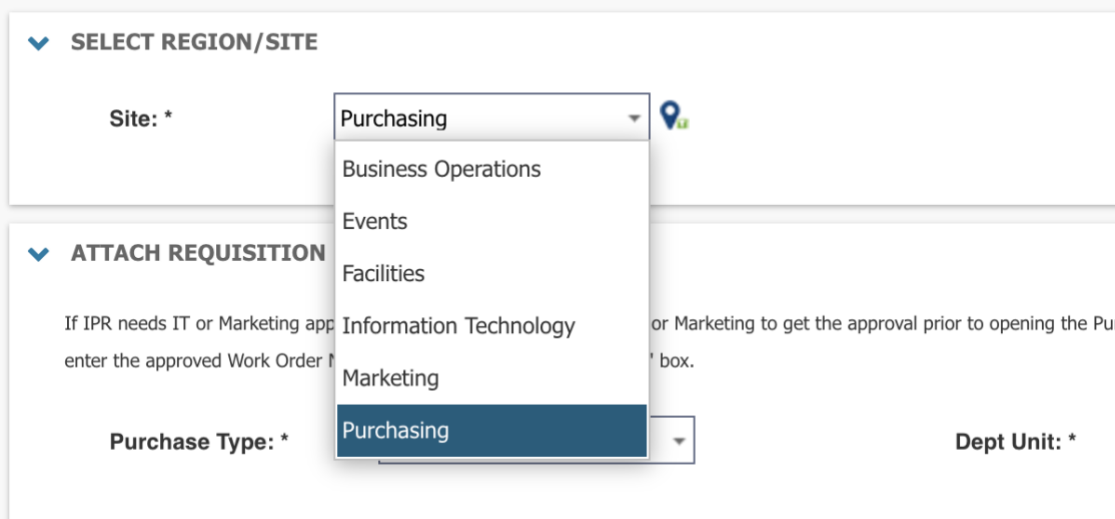 SELECT REGION/SITE
Site: *
Purchasing
Business Operations
Events
Facilities
Information Technology
Marketing
Purchasing
ATTACH REQUISITION
If IPR needs IT or Marketing or Marketing to get the approval prior to opening the
enter the approved Work Order box.
Purchase Type: *
Dept Unit: *